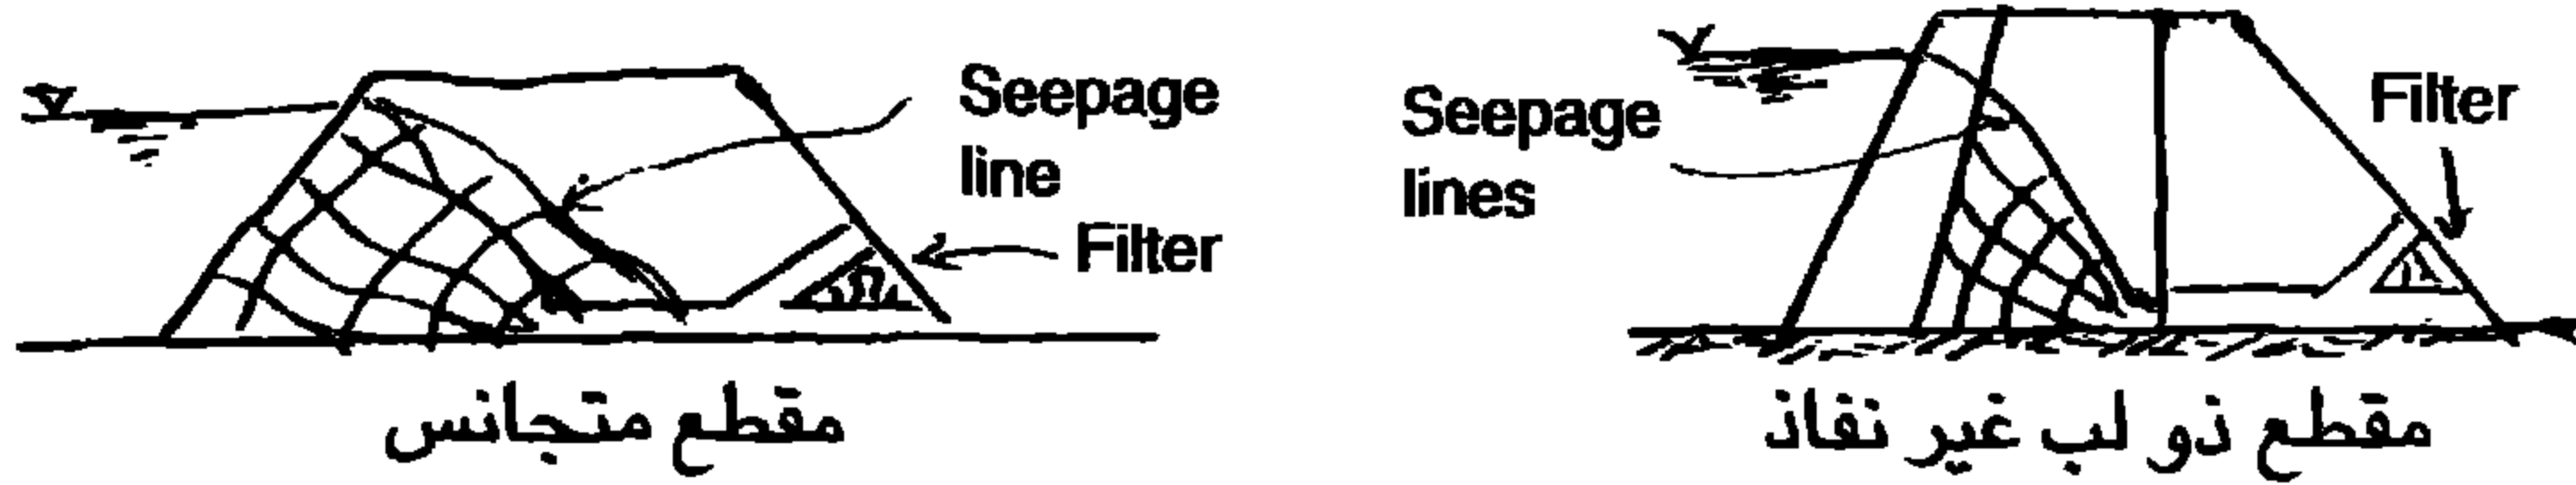 Seepage
line
Filter
مقطع متجانس
Seepage
lines
Filter
مقطع ذو لب غير نفاذ